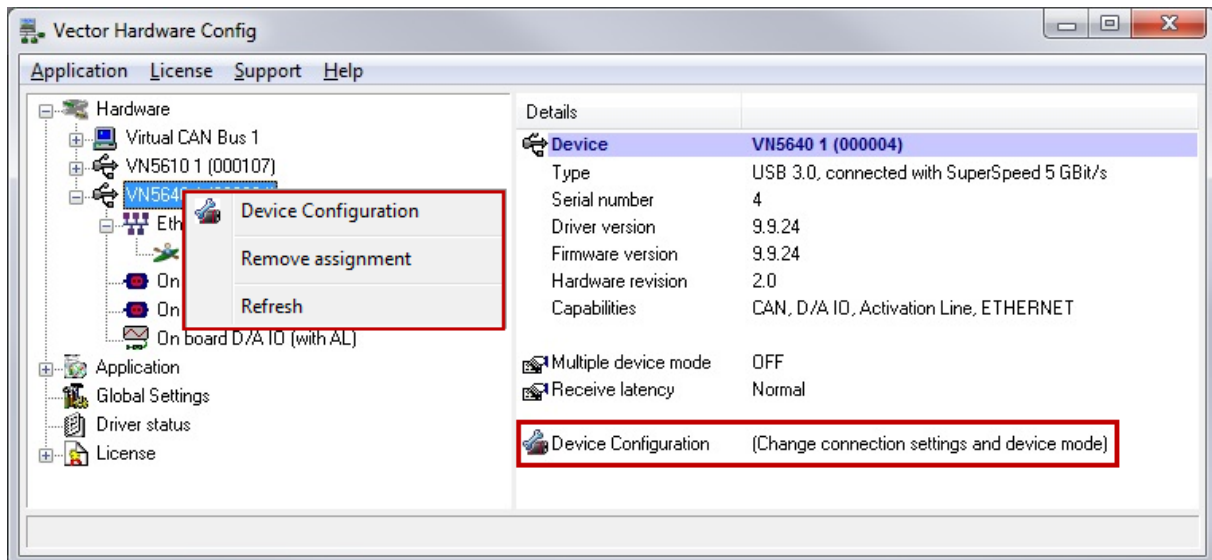 Vector Hardware Config
Application License Support Help
Hardware
Virtual CAN Bus 1
VN5610 1 (000107)
VN564
Eth
On
On
On board D/A IO (with AL)
Application
Global Settings
Driver status
License
Device Configuration
Remove assignment
Refresh
Details
Device VN5640 1 (000004)
Type USB 3.0, connected with SuperSpeed 5 GBit/s
Serial number 4
Driver version 9.9.24
Firmware version 9.9.24
Hardware revision 2.0
Capabilities CAN, D/A IO, Activation Line, ETHERNET
Multiple device mode OFF
Receive latency Normal
Device Configuration (Change connection settings and device mode)